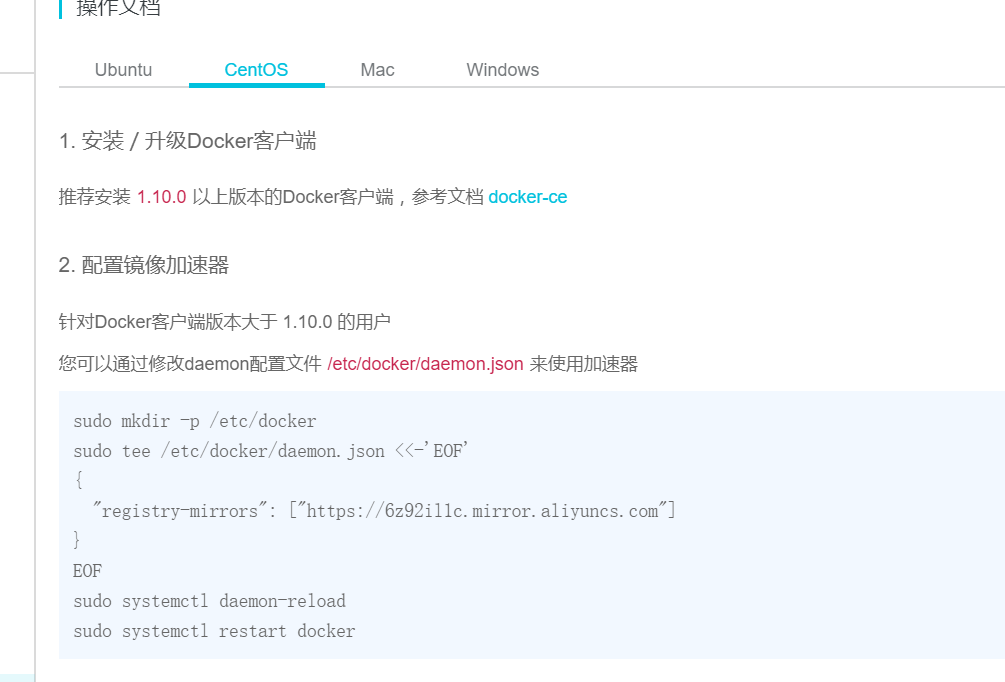 操作文档
Ubuntu CentOS Mac Windows
1. 安装 / 升级Docker客户端
推荐安装 1.10.0 以上版本的Docker客户端，参考文档 docker-ce
2. 配置镜像加速器
针对Docker客户端版本大于 1.10.0 的用户
您可以通过修改daemon配置文件 /etc/docker/daemon.json 来使用加速器
sudo mkdir -p /etc/docker
sudo tee /etc/docker/daemon.json <<-'EOF'
{
  "registry-mirrors": ["https://6z92il1c.mirror.aliyuncs.com"]
}
EOF
sudo systemctl daemon-reload
sudo systemctl restart docker